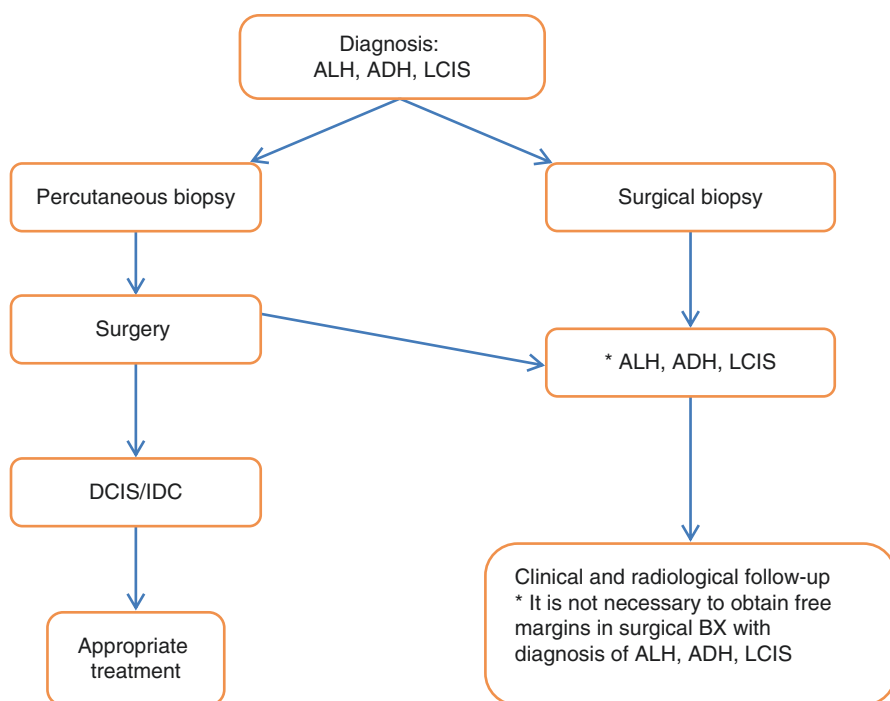 Diagnosis:
ALH, ADH, LCIS
Percutaneous biopsy
Surgical biopsy
Surgery
* ALH, ADH, LCIS
DCIS/IDC
Clinical and radiological follow-up
* It is not necessary to obtain free
margins in surgical BX with
diagnosis of ALH, ADH, LCIS
Appropriate
treatment